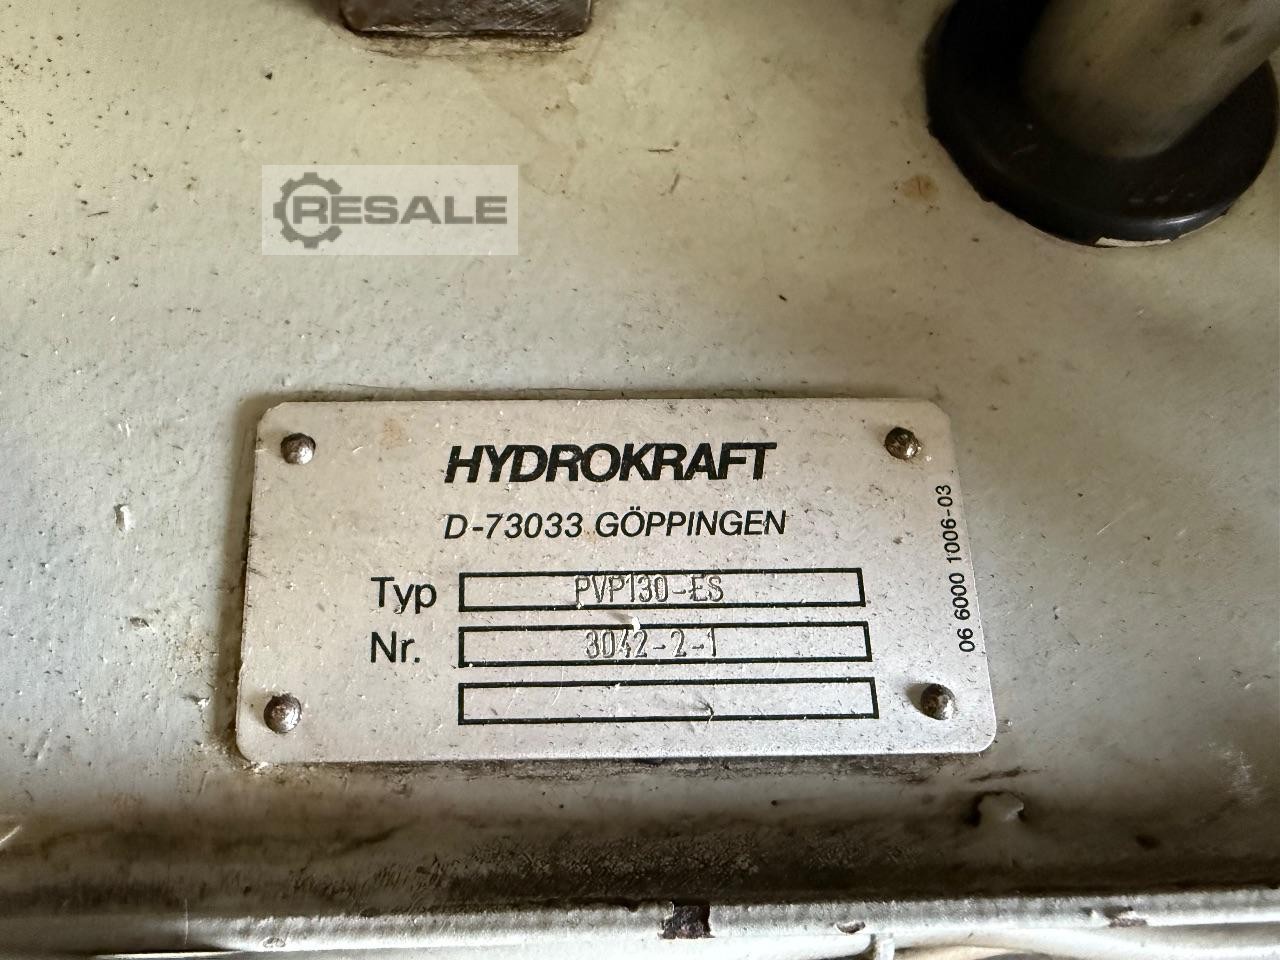 RESALE
HYDROKRAFT
D-73033 GÖPPINGEN
Typ PVP130-ES
Nr. 3042-2-1
06 6000 1006-03